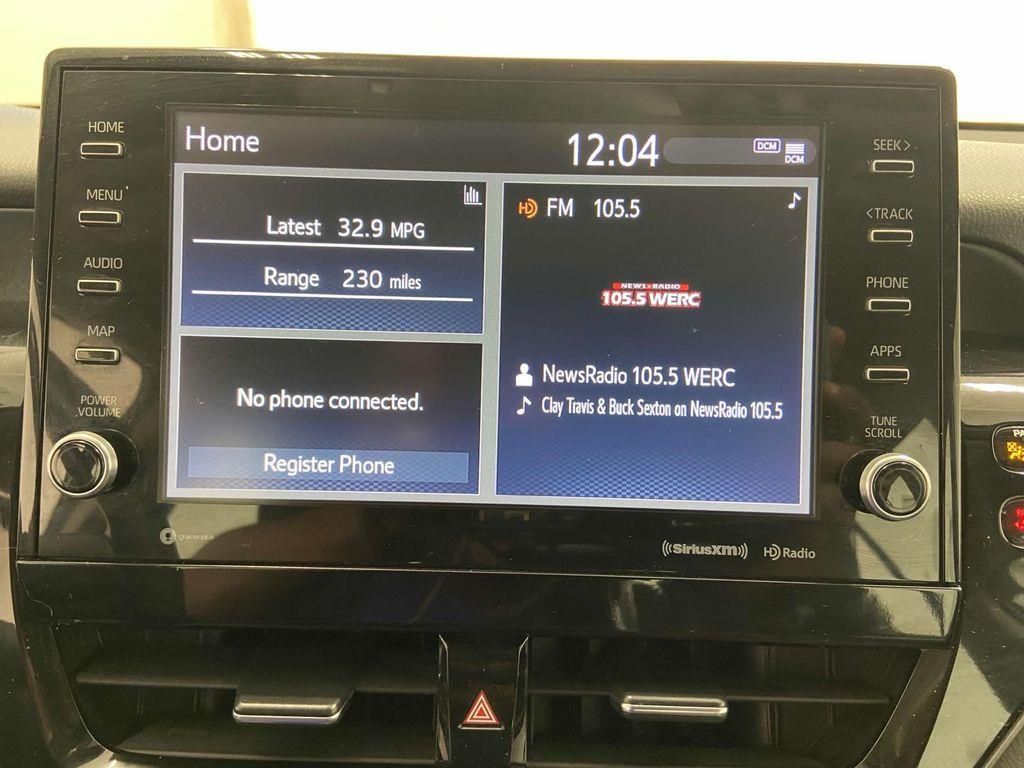 HOME
MENU
AUDIO
MAP
POWER
VOLUME
Home
12:04
DCM
DCM
Latest 32.9 MPG
Range 230 miles
No phone connected.
Register Phone
HD FM 105.5
NEWS RADIO
105.5 WERC
NewsRadio 105.5 WERC
Clay Travis & Buck Sexton on NewsRadio 105.5
SEEK >
< TRACK
PHONE
APPS
TUNE
SCROLL
gracenote
SiriusXM
HD Radio